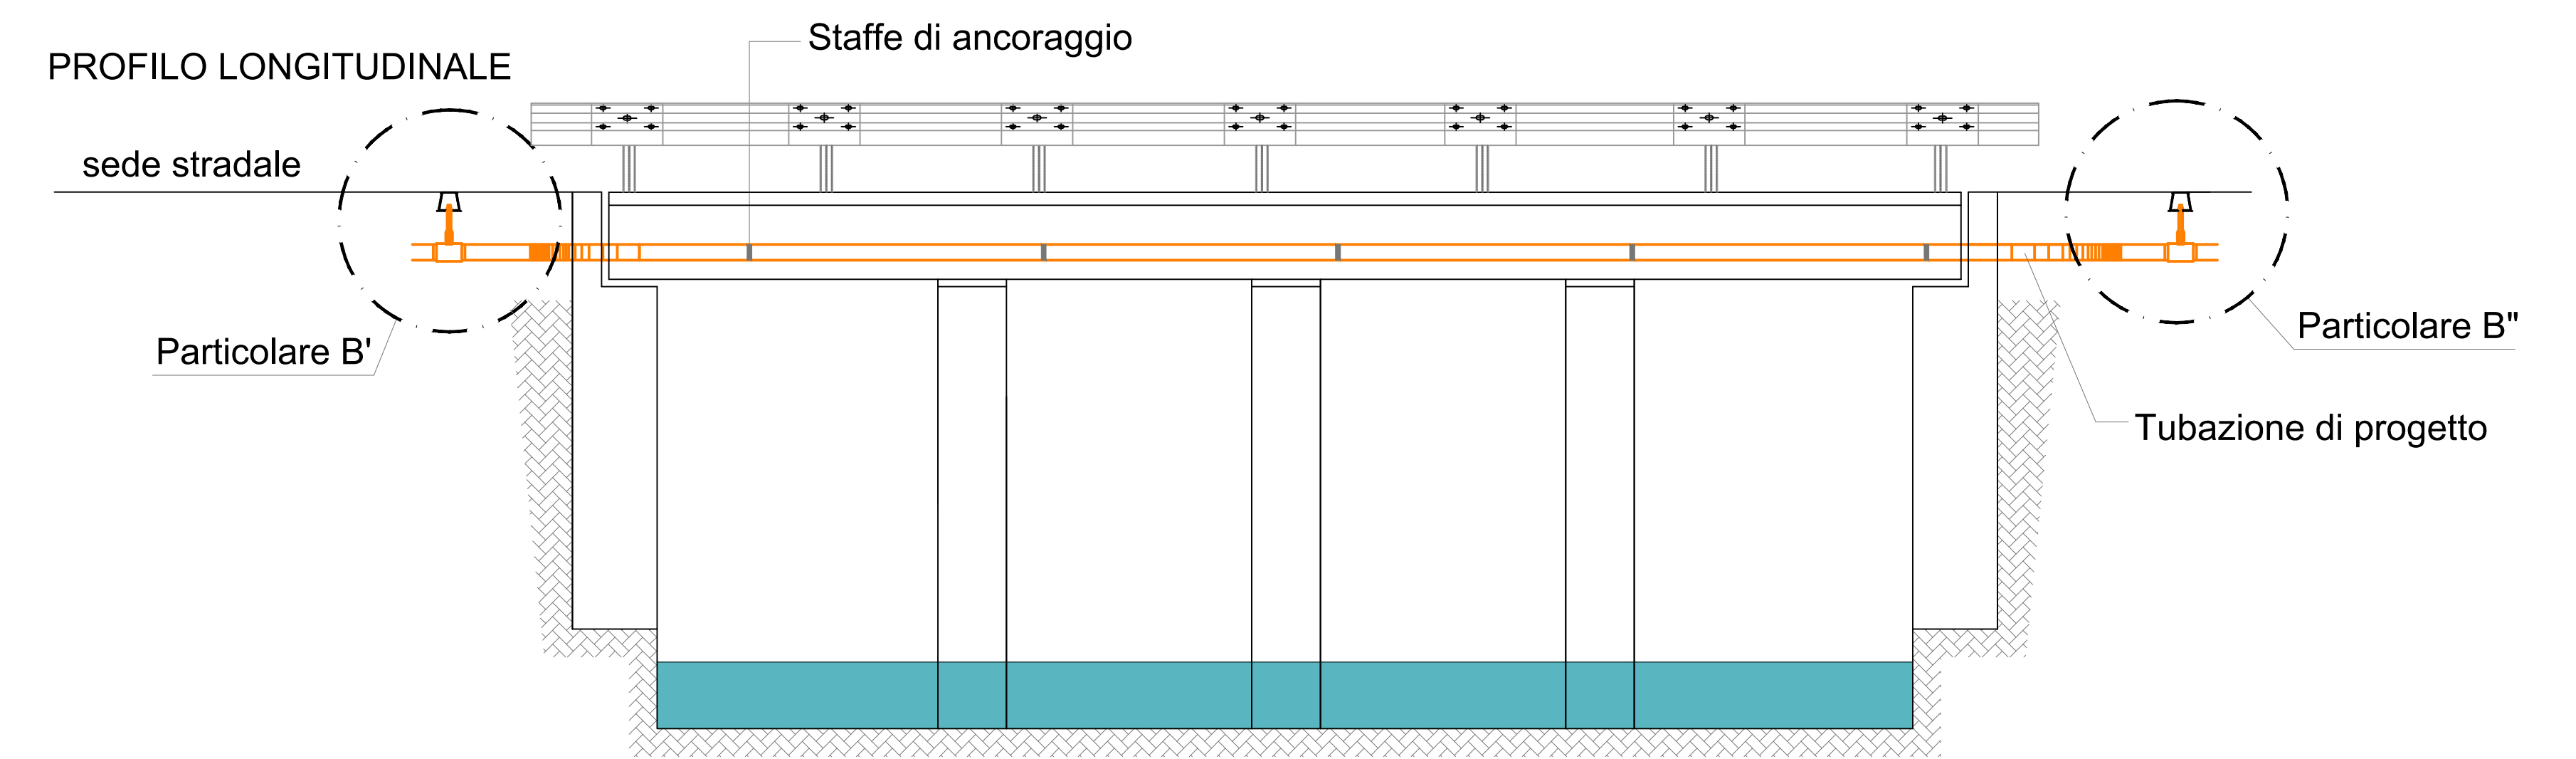 Staffe di ancoraggio
PROFILO LONGITUDINALE
sede stradale
Particolare B'
Particolare B"
Tubazione di progetto